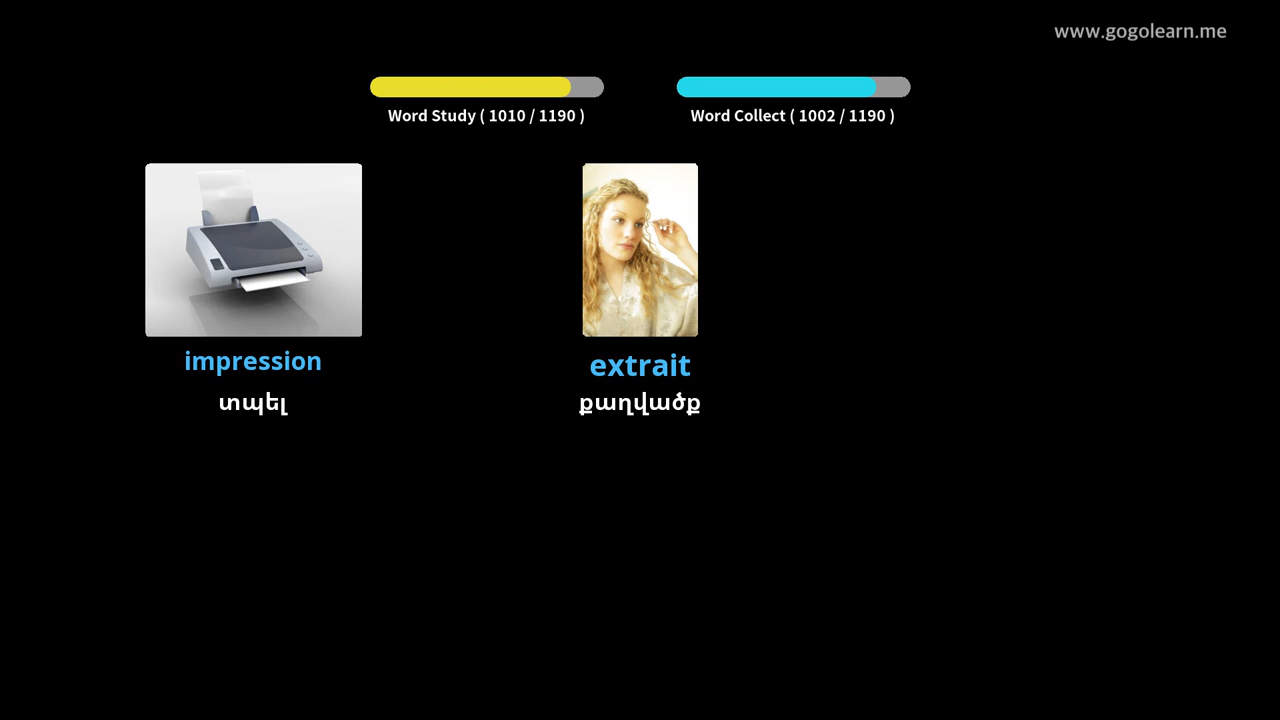 www.gogolearn.me
Word Study ( 1010 / 1190 )
Word Collect ( 1002 / 1190 )
impression
տպել
extrait
քաղվածք